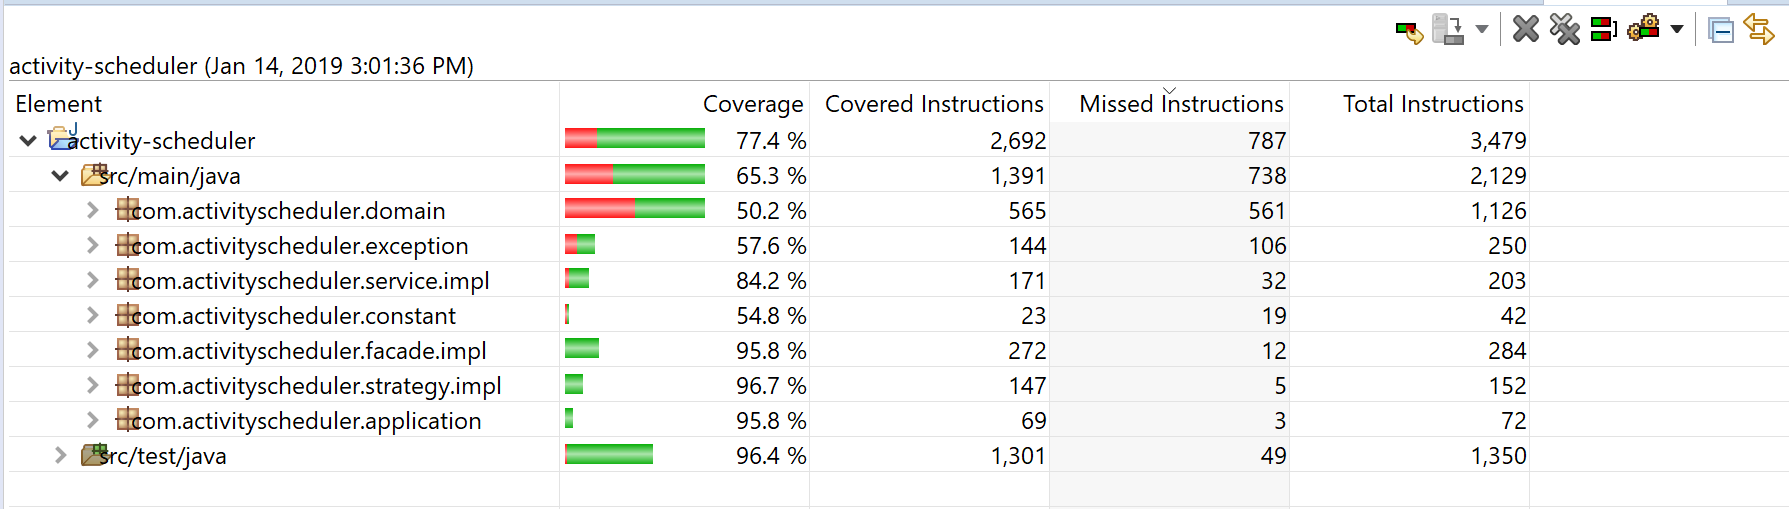 activity-scheduler (Jan 14, 2019 3:01:36 PM)
Element Coverage Covered Instructions Missed Instructions Total Instructions
activity-scheduler 77.4 % 2,692 787 3,479
src/main/java 65.3 % 1,391 738 2,129
com.activityscheduler.domain 50.2 % 565 561 1,126
com.activityscheduler.exception 57.6 % 144 106 250
com.activityscheduler.service.impl 84.2 % 171 32 203
com.activityscheduler.constant 54.8 % 23 19 42
com.activityscheduler.facade.impl 95.8 % 272 12 284
com.activityscheduler.strategy.impl 96.7 % 147 5 152
com.activityscheduler.application 95.8 % 69 3 72
src/test/java 96.4 % 1,301 49 1,350